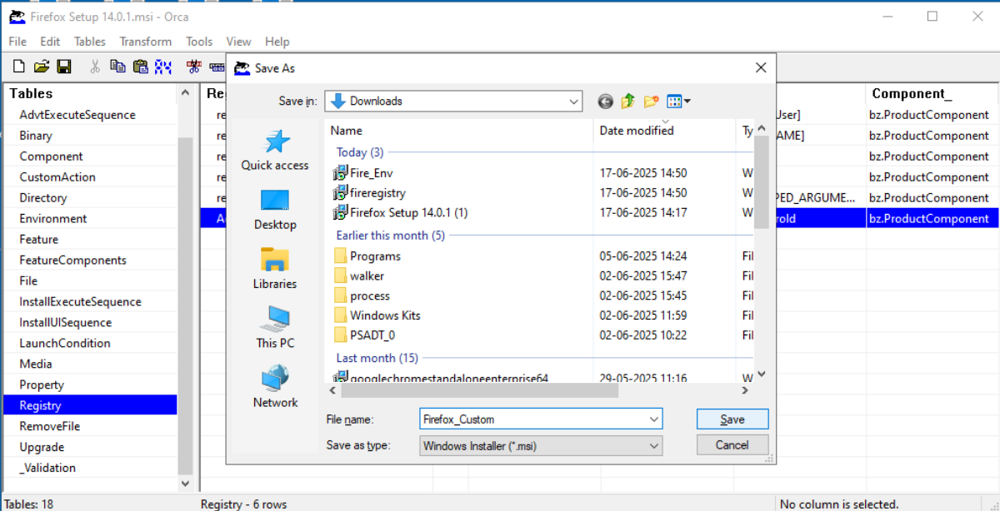 Firefox Setup 14.0.1.msi - Orca
File Edit Tables Transform Tools View Help
Tables
AdvtExecuteSequence
Binary
Component
CustomAction
Directory
Environment
Feature
FeatureComponents
File
InstallExecuteSequence
InstallUISequence
LaunchCondition
Media
Property
Registry
RemoveFile
Upgrade
_Validation
Re
re
re
re
re
re
Save As
Save in: Downloads
Quick access
Desktop
Libraries
This PC
Network
Name Date modified Ty
Today (3)
Fire_Env 17-06-2025 14:50 W
fireregistry 17-06-2025 14:50 W
Firefox Setup 14.0.1 (1) 17-06-2025 14:17 W
Earlier this month (5)
Programs 05-06-2025 14:24 Fil
walker 02-06-2025 15:47 Fil
process 02-06-2025 15:45 Fil
Windows Kits 02-06-2025 11:59 Fil
PSADT_0 02-06-2025 10:22 Fil
Last month (15)
googlechromestandaloneenterprise64 29-05-2025 11:16 W
File name: Firefox_Custom Save
Save as type: Windows Installer (*.msi) Cancel
Component_
User] bz.ProductComponent
AME] bz.ProductComponent
bz.ProductComponent
bz.ProductComponent
PED_ARGUME... bz.ProductComponent
rold bz.ProductComponent
Tables: 18 Registry - 6 rows No column is selected.